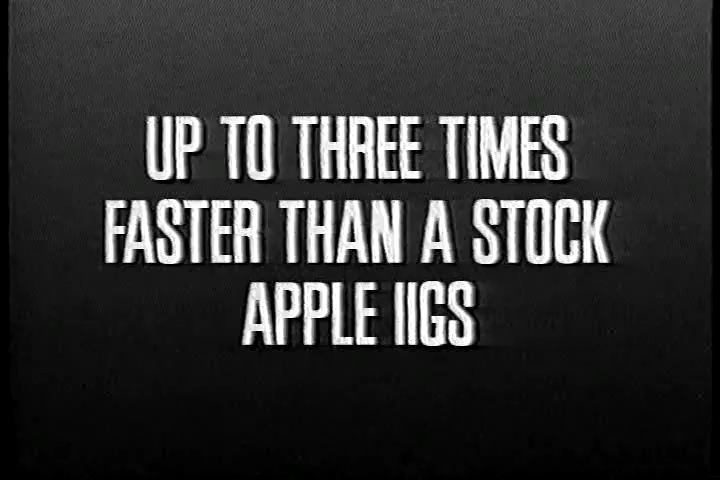 UP TO THREE TIMES
FASTER THAN A STOCK
APPLE IIGS